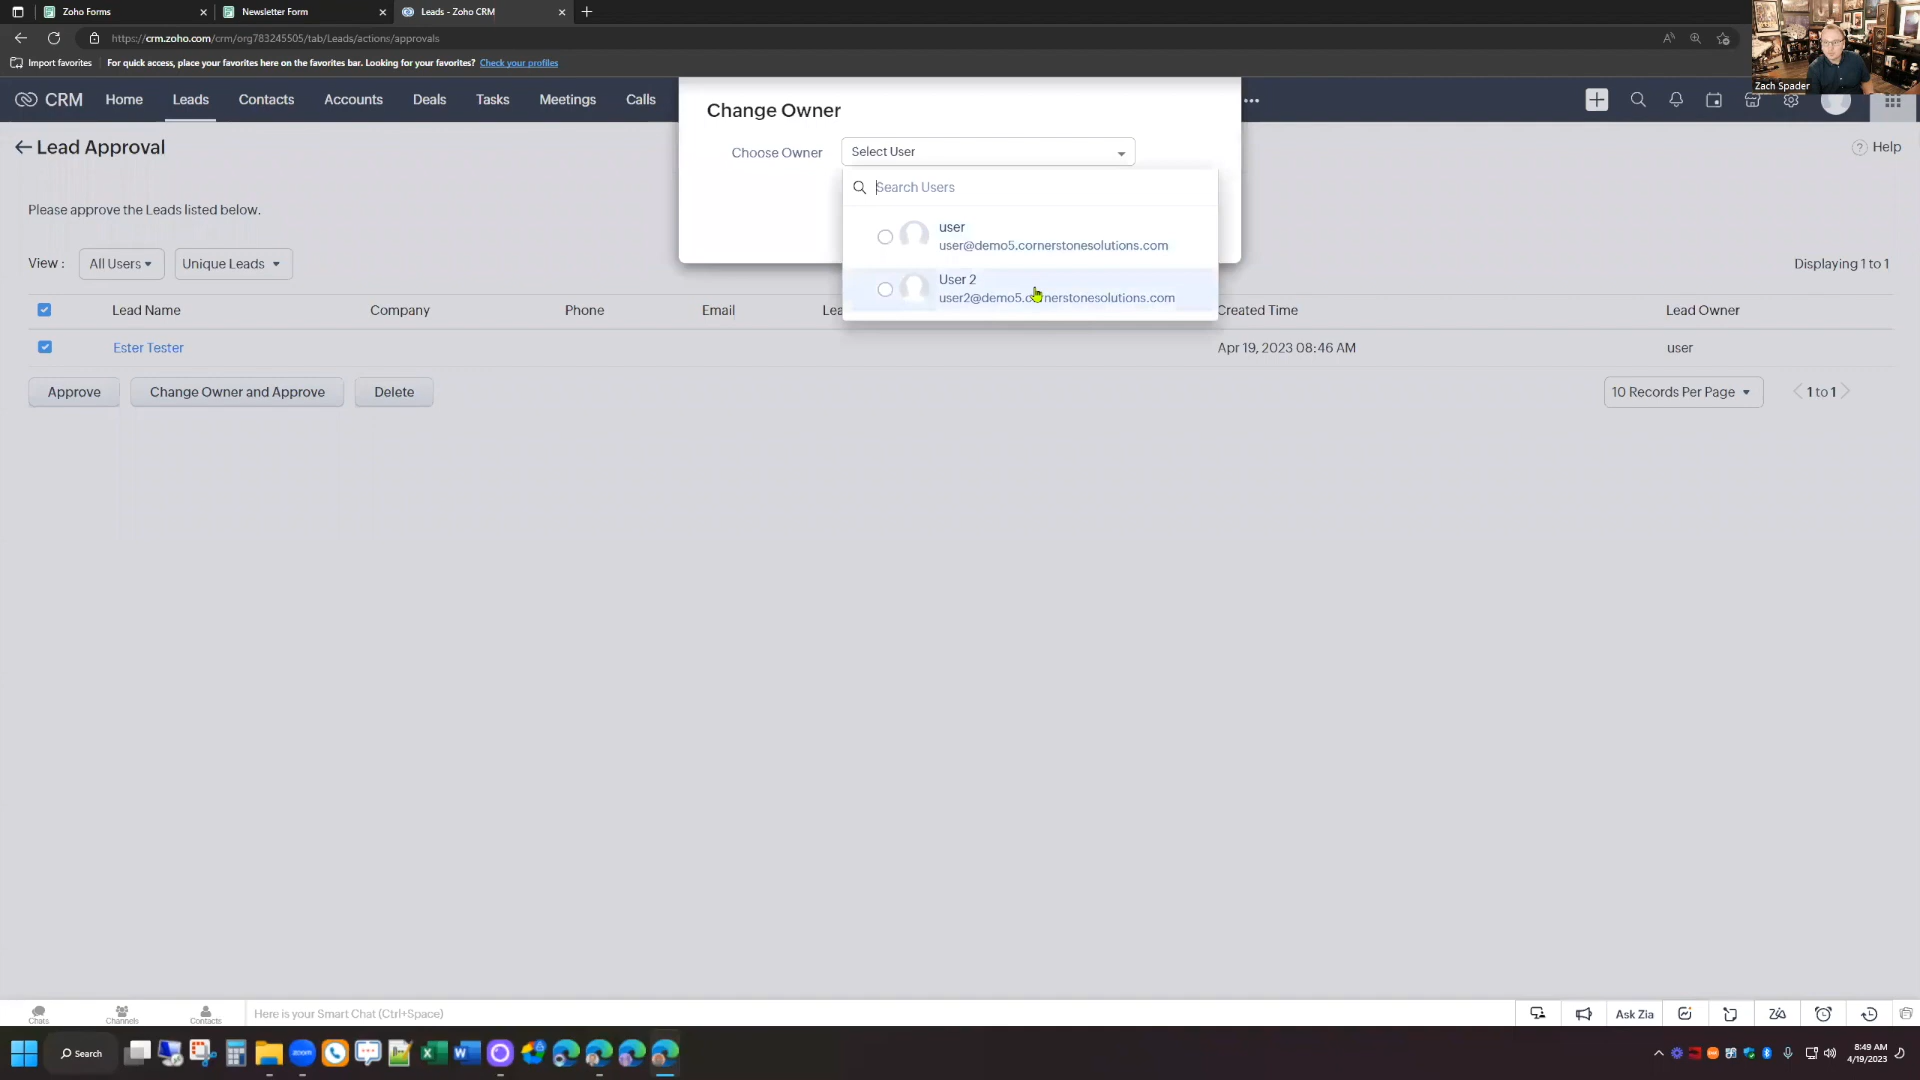 Zoho Forms
Newsletter Form
Leads - Zoho CRM
https://crm.zoho.com/crm/org783245505/tab/Leads/actions/approvals
Import favorites
For quick access, place your favorites here on the favorites bar. Looking for your favorites? Check your profiles
Zach Spader
CRM
Home
Leads
Contacts
Accounts
Deals
Tasks
Meetings
Calls
Change Owner
Choose Owner
Select User
Search Users
user
user@demo5.cornerstonesolutions.com
User 2
user2@demo5.cornerstonesolutions.com
Lead Approval
Help
Please approve the Leads listed below.
View :
All Users
Unique Leads
Displaying 1 to 1
Lead Name
Company
Phone
Email
Lea
Created Time
Lead Owner
Ester Tester
Apr 19, 2023 08:46 AM
user
Approve
Change Owner and Approve
Delete
10 Records Per Page
1 to 1
Chats
Channels
Contacts
Here is your Smart Chat (Ctrl+Space)
Ask Zia
Search
zoom
8:49 AM
4/19/2023